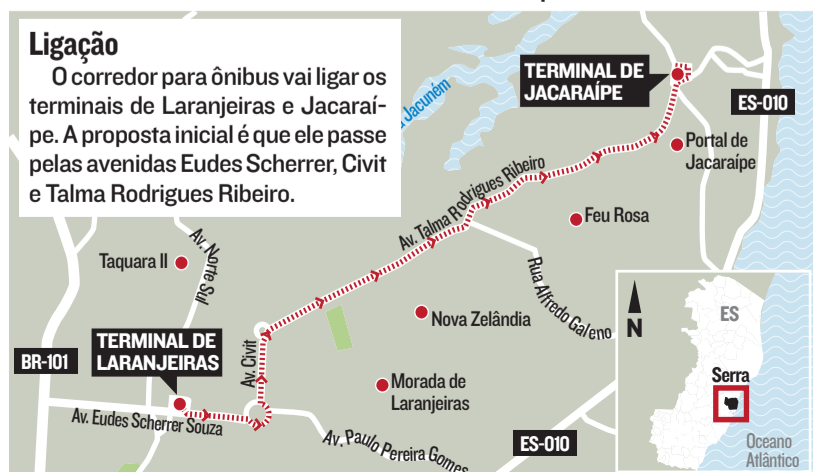 Ligação
O corredor para ônibus vai ligar os
terminais de Laranjeiras e Jacaraí-
pe. A proposta inicial é que ele passe
pelas avenidas Eudes Scherrer, Civit
e Talma Rodrigues Ribeiro.
Jacuném
TERMINAL DE
JACARAÍPE
ES-010
Portal de
Jacaraípe
Av. Talma Rodrigues Ribeiro
Feu Rosa
Av. Norte Sul
Taquara II
Rua Alfredo Galeno
Nova Zelândia
TERMINAL DE
LARANJEIRAS
BR-101
Av. Civit
Morada de
Laranjeiras
Av. Eudes Scherrer Souza
Av. Paulo Pereira Gomes
ES-010
N
ES
Serra
Oceano
Atlântico